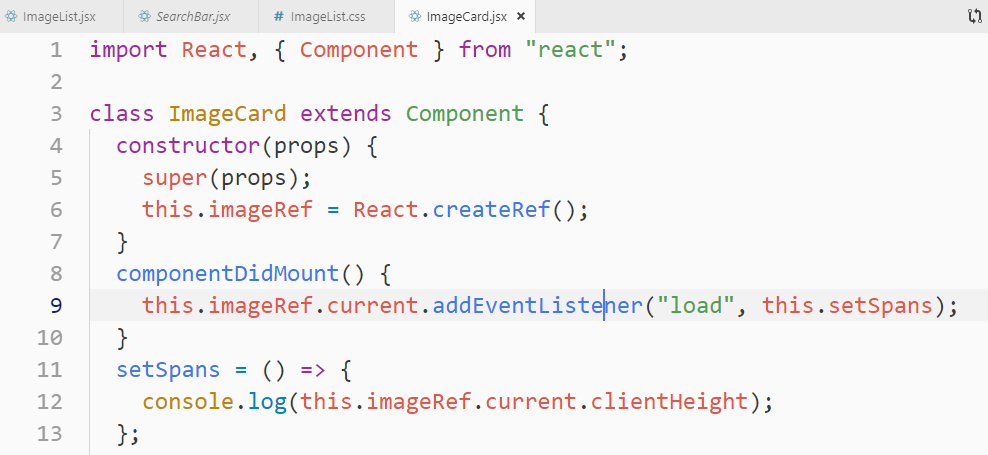 ImageList.jsx SearchBar.jsx # ImageList.css ImageCard.jsx ×
1 import React, { Component } from "react";
2
3 class ImageCard extends Component {
4 constructor(props) {
5 super(props);
6 this.imageRef = React.createRef();
7 }
8 componentDidMount() {
9 this.imageRef.current.addEventListener("load", this.setSpans);
10 }
11 setSpans = () => {
12 console.log(this.imageRef.current.clientHeight);
13 };